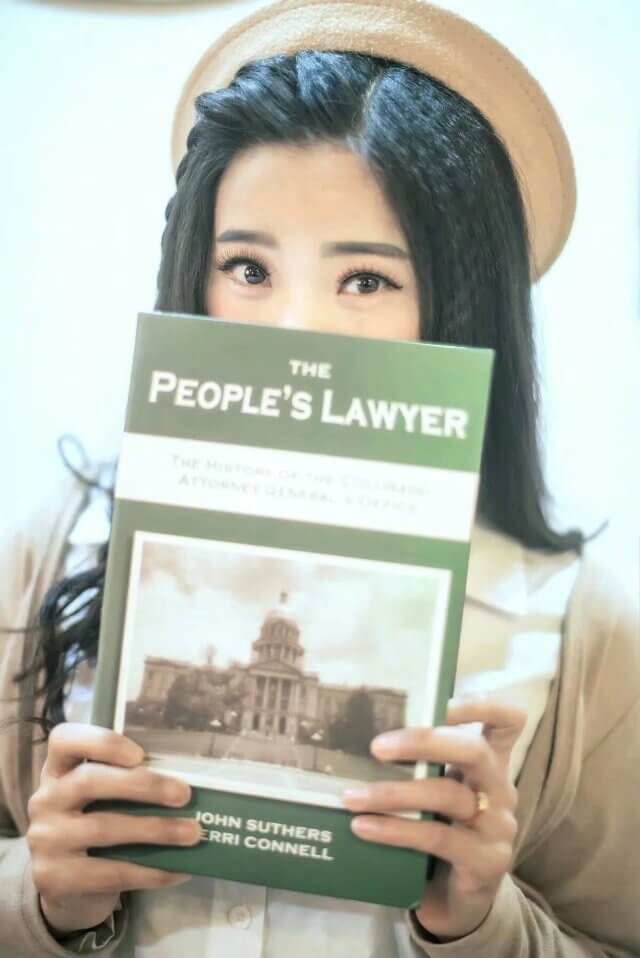 THE
PEOPLE'S LAWYER
THE HISTORY OF THE COLORADO
ATTORNEY GENERAL'S OFFICE
JOHN SUTHERS
ERRI CONNELL